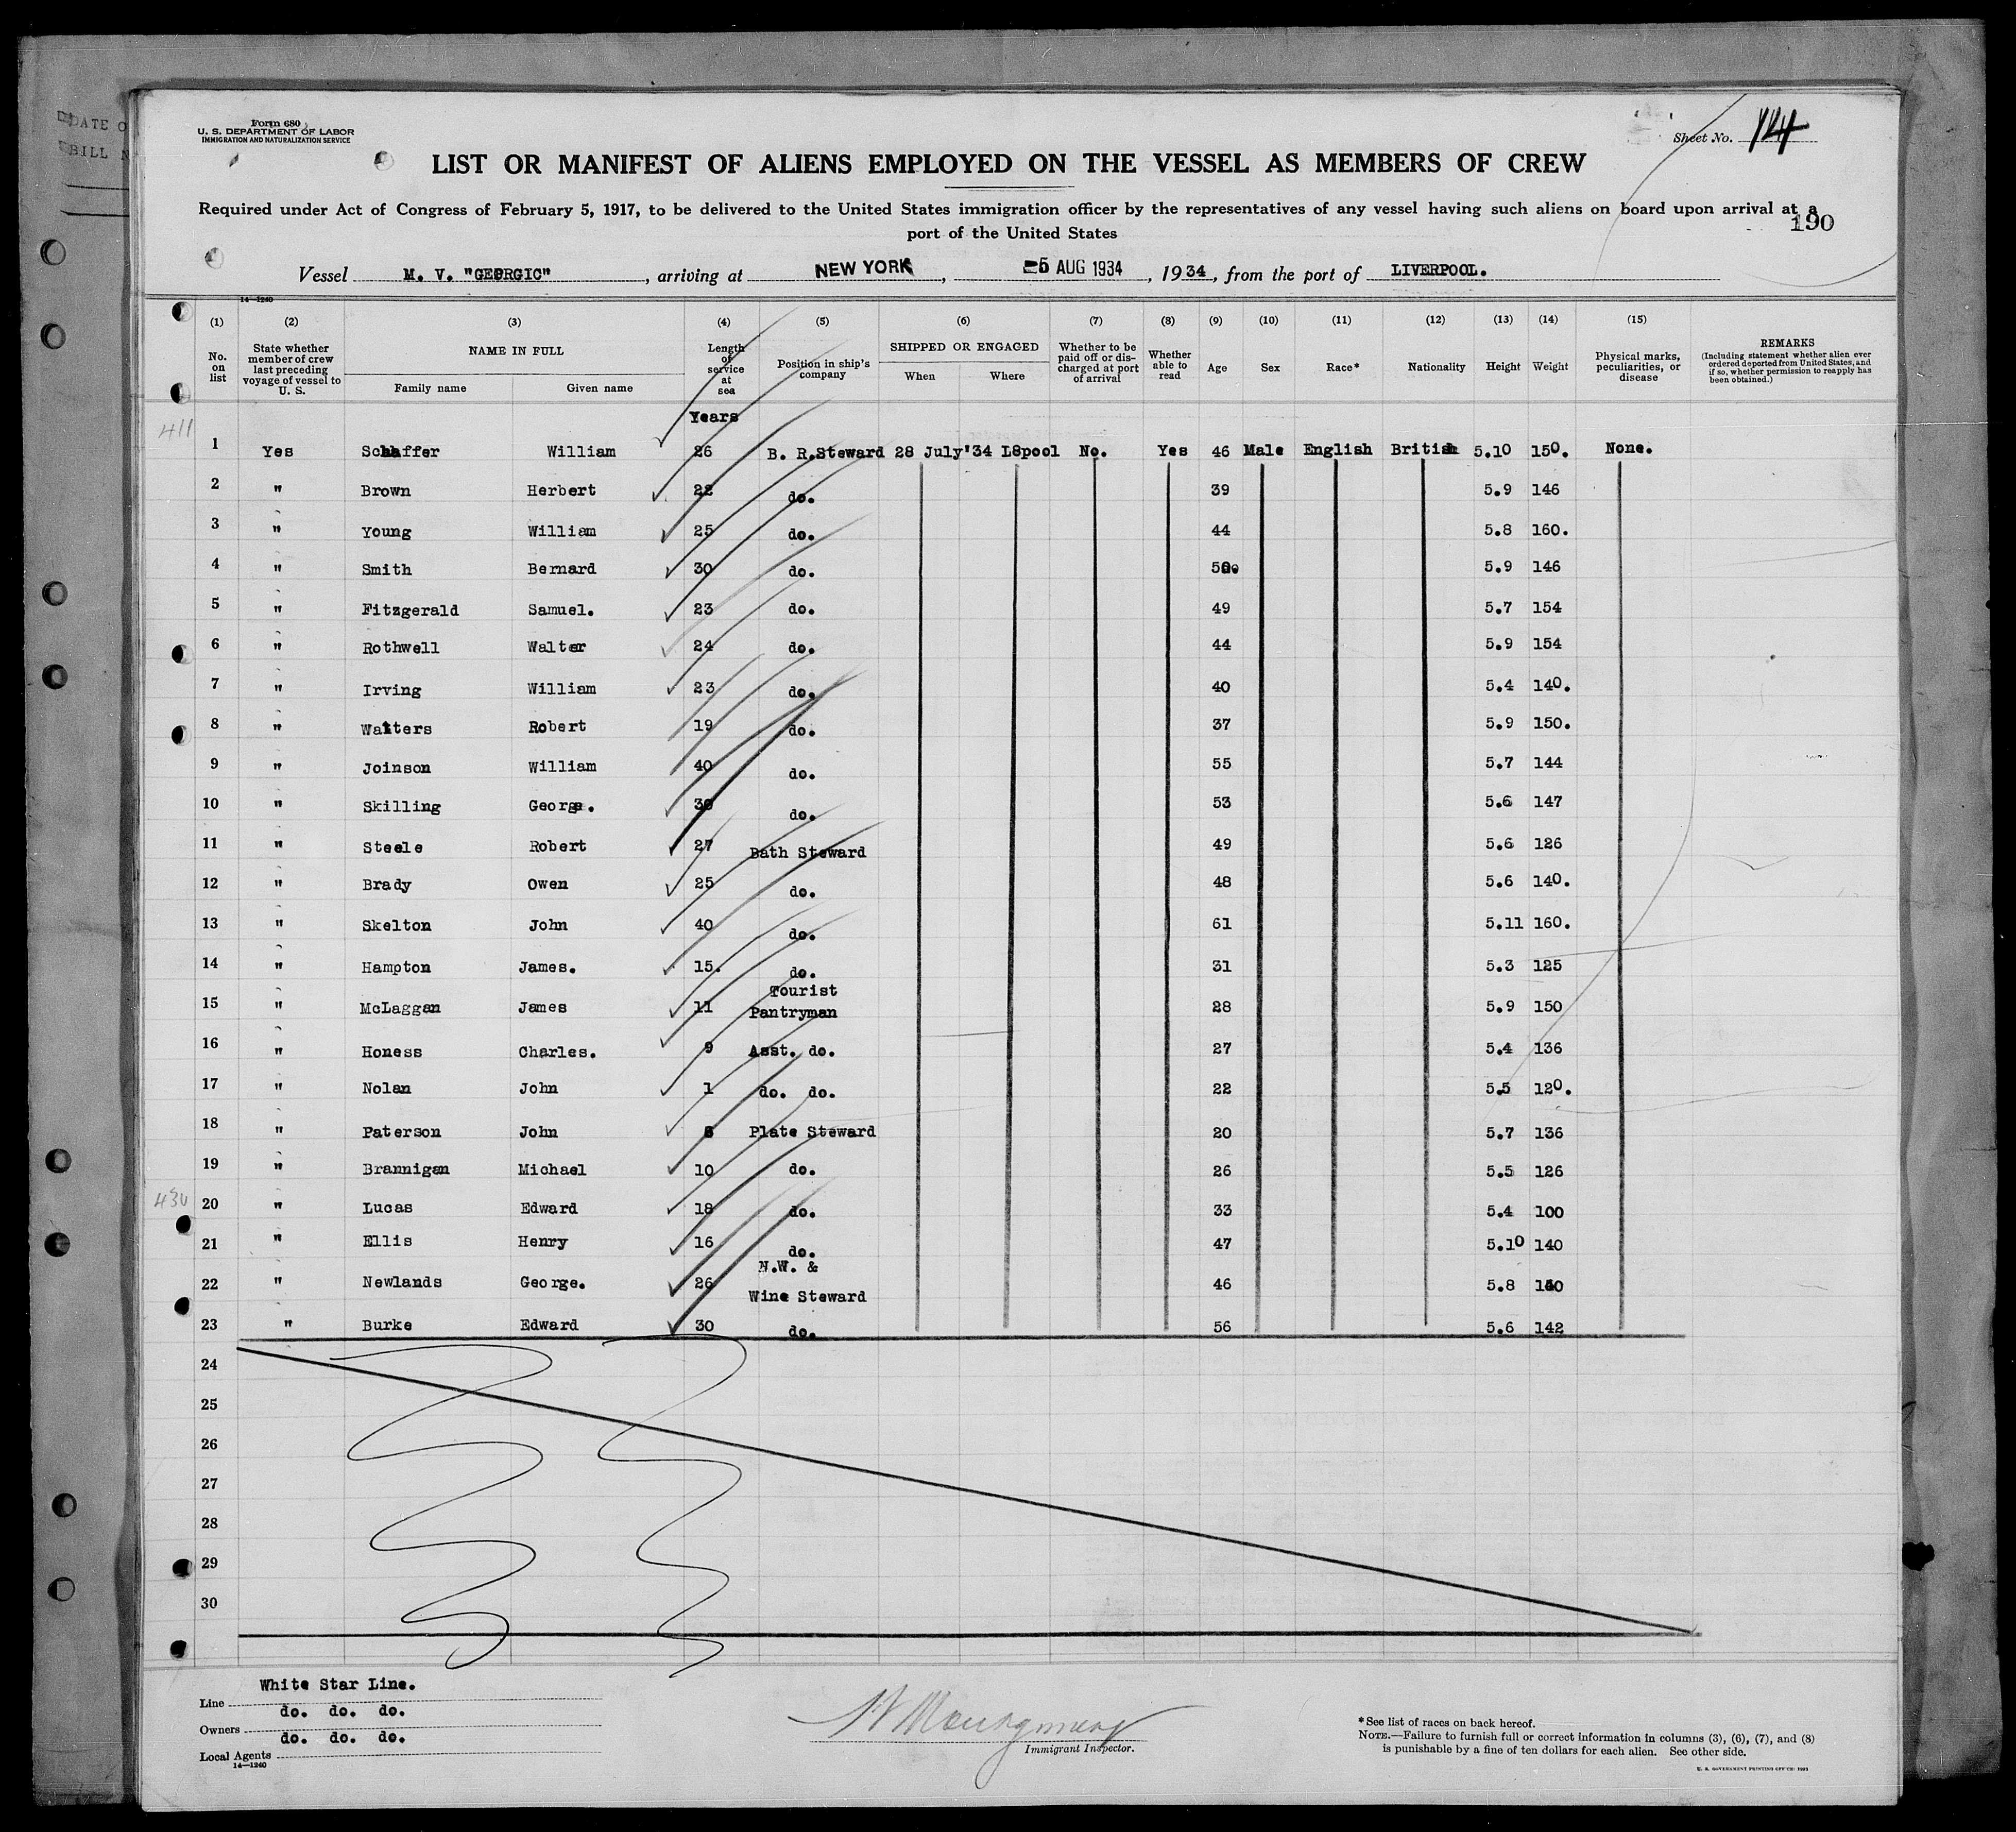 DATE O
BILL N
Form 680
U. S. DEPARTMENT OF LABOR
IMMIGRATION AND NATURALIZATION SERVICE
Sheet No. 114
LIST OR MANIFEST OF ALIENS EMPLOYED ON THE VESSEL AS MEMBERS OF CREW
Required under Act of Congress of February 5, 1917, to be delivered to the United States immigration officer by the representatives of any vessel having such aliens on board upon arrival at a
port of the United States
190
Vessel M. V. "GEORGIC", arriving at NEW YORK, 5 AUG 1934, 1934, from the port of LIVERPOOL.
14—1240
(1) (2) (3) (4) (5) (6) (7) (8) (9) (10) (11) (12) (13) (14) (15)
No. on list State whether member of crew last preceding voyage of vessel to U. S. NAME IN FULL Family name Given name Length of service at sea Position in ship's company SHIPPED OR ENGAGED When Where Whether to be paid off or discharged at port of arrival Whether able to read Age Sex Race* Nationality Height Weight Physical marks, peculiarities, or disease REMARKS (Including statement whether alien ever ordered deported from United States, and if so, whether permission to reapply has been obtained.)
Years
411
1 Yes Schaffer William 26 B. R.Steward 28 July'34 L8pool No. Yes 46 Male English British 5.10 150. None.
2 " Brown Herbert 22 do. 39 5.9 146
3 " Young William 25 do. 44 5.8 160.
4 " Smith Bernard 30 do. 50. 5.9 146
5 " Fitzgerald Samuel. 23 do. 49 5.7 154
6 " Rothwell Walter 24 do. 44 5.9 154
7 " Irving William 23 do. 40 5.4 140.
8 " Watters Robert 19 do. 37 5.9 150.
9 " Joinson William 40 do. 55 5.7 144
10 " Skilling George. 30 do. 53 5.6 147
11 " Steele Robert 27 Bath Steward 49 5.6 126
12 " Brady Owen 25 do. 48 5.6 140.
13 " Skelton John 40 do. 61 5.11 160.
14 " Hampton James. 15. do. 31 5.3 125
15 " McLaggan James 11 Tourist Pantryman 28 5.9 150
16 " Honess Charles. 9 Asst. do. 27 5.4 136
17 " Nolan John 1 do. do. 22 5.5 120.
18 " Paterson John Plate Steward 20 5.7 136
19 " Brannigan Michael 10 do. 26 5.5 126
430
20 " Lucas Edward 18 do. 33 5.4 100
21 " Ellis Henry 16 do. 47 5.10 140
22 " Newlands George. 26 N.W. & Wine Steward 46 5.8
23 " Burke Edward 30 do. 56 5.6 142
24
25
26
27
28
29
30
Line White Star Line.
Owners do. do. do.
Local Agents do. do. do.
14—1240
Montgomery
Immigrant Inspector.
*See list of races on back hereof.
NOTE.—Failure to furnish full or correct information in columns (3), (6), (7), and (8)
is punishable by a fine of ten dollars for each alien. See other side.
U. S. GOVERNMENT PRINTING OFFICE: 1931